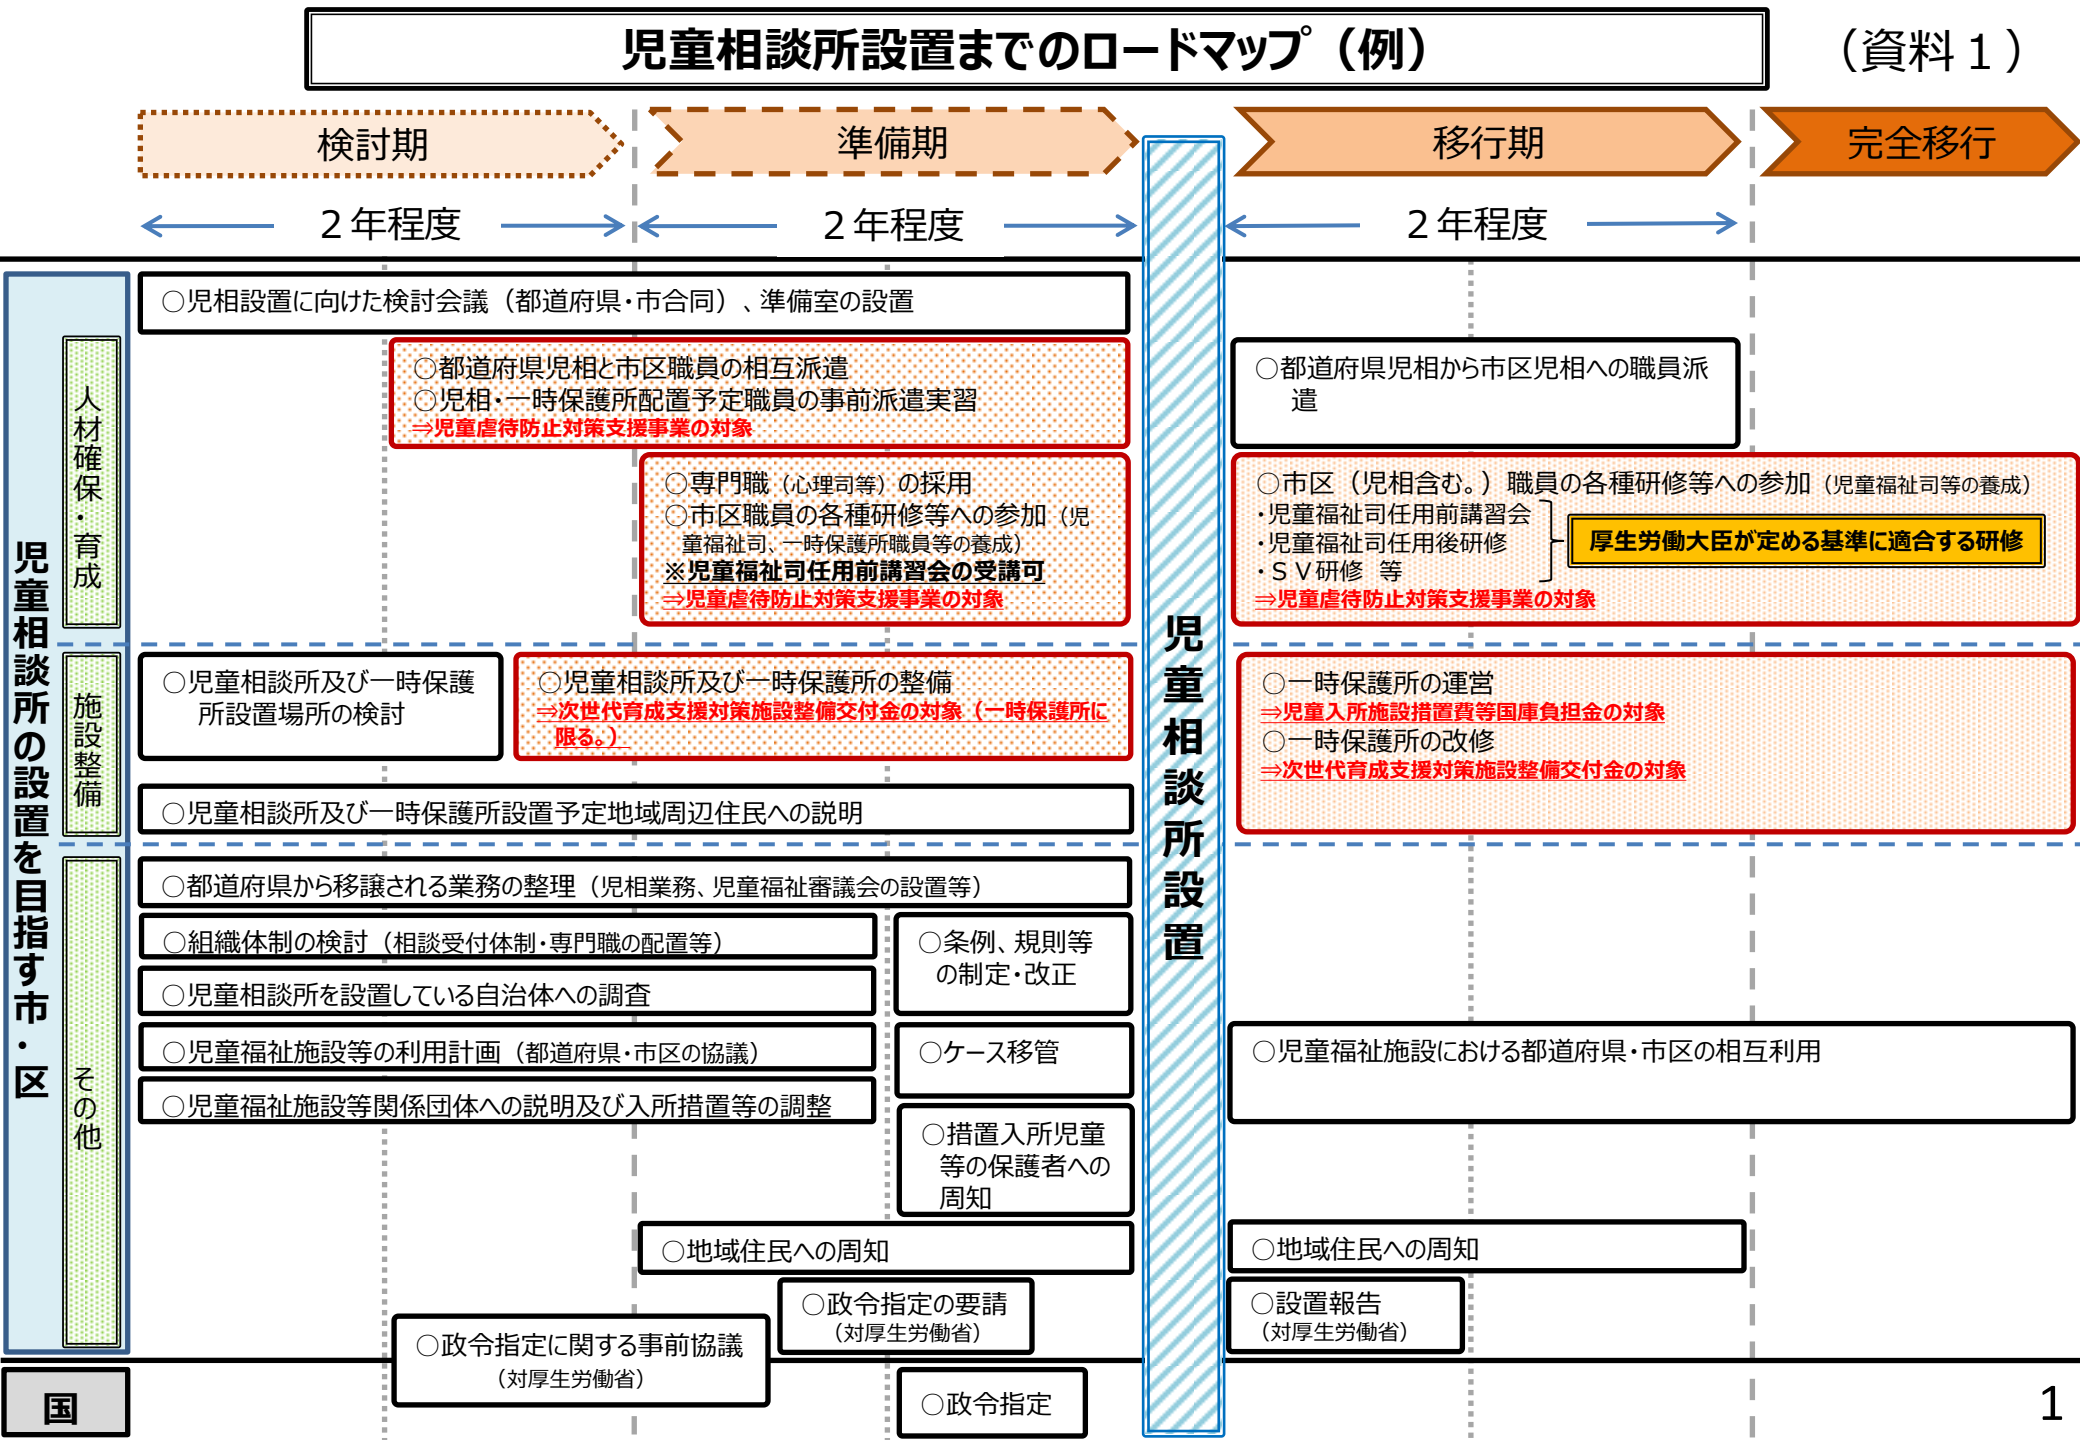 児童相談所設置までのロードマップ（例）
（資料１）
検討期
準備期
移行期
完全移行
２年程度
２年程度
２年程度
児童相談所の設置を目指す市・区
人材確保・育成
施設整備
その他
児童相談所設置
○児相設置に向けた検討会議（都道府県・市合同）、準備室の設置
○都道府県児相と市区職員の相互派遣
○児相・一時保護所配置予定職員の事前派遣実習
⇒児童虐待防止対策支援事業の対象
○専門職（心理司等）の採用
○市区職員の各種研修等への参加（児
童福祉司、一時保護所職員等の養成）
※児童福祉司任用前講習会の受講可
⇒児童虐待防止対策支援事業の対象
○都道府県児相から市区児相への職員派
遣
○市区（児相含む。）職員の各種研修等への参加（児童福祉司等の養成）
・児童福祉司任用前講習会
・児童福祉司任用後研修
・ＳＶ研修　等
厚生労働大臣が定める基準に適合する研修
⇒児童虐待防止対策支援事業の対象
○児童相談所及び一時保護
所設置場所の検討
○児童相談所及び一時保護所の整備
⇒次世代育成支援対策施設整備交付金の対象（一時保護所に
限る。）
○一時保護所の運営
⇒児童入所施設措置費等国庫負担金の対象
○一時保護所の改修
⇒次世代育成支援対策施設整備交付金の対象
○児童相談所及び一時保護所設置予定地域周辺住民への説明
○都道府県から移譲される業務の整理（児相業務、児童福祉審議会の設置等）
○組織体制の検討（相談受付体制・専門職の配置等）
○児童相談所を設置している自治体への調査
○児童福祉施設等の利用計画（都道府県・市区の協議）
○児童福祉施設等関係団体への説明及び入所措置等の調整
○条例、規則等
の制定・改正
○ケース移管
○措置入所児童
等の保護者への
周知
○児童福祉施設における都道府県・市区の相互利用
○地域住民への周知
○地域住民への周知
○政令指定の要請
（対厚生労働省）
○設置報告
（対厚生労働省）
○政令指定に関する事前協議
（対厚生労働省）
国
○政令指定
1